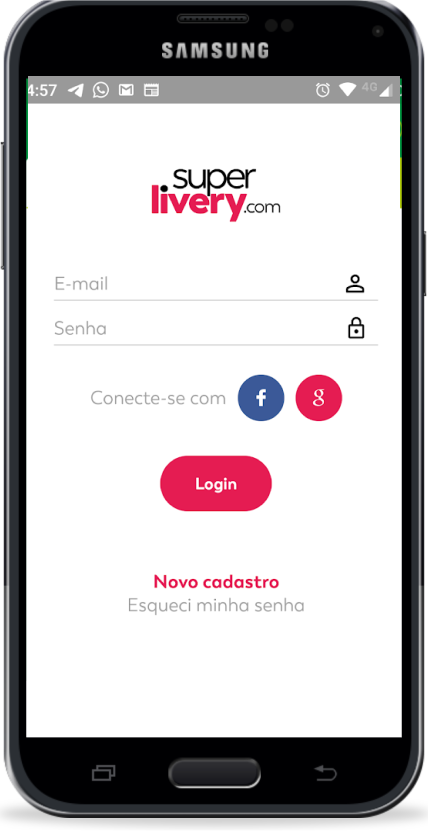 SAMSUNG
4:57
4G
super
livery.com
E-mail
Senha
Conecte-se com f g
Login
Novo cadastro
Esqueci minha senha